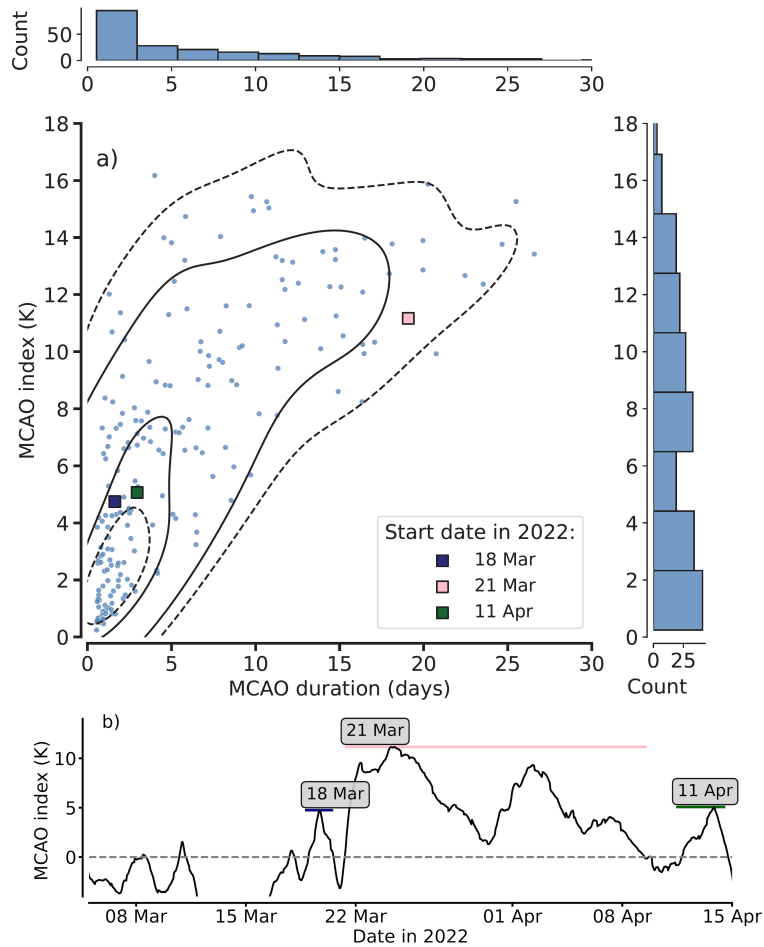 Count
50
0
0 5 10 15 20 25 30
a)
MCAO index (K)
18
16
14
12
10
8
6
4
2
0
Start date in 2022:
18 Mar
21 Mar
11 Apr
0 5 10 15 20 25 30
MCAO duration (days)
18
16
14
12
10
8
6
4
2
0
0 25
Count
b)
MCAO index (K)
10
5
0
21 Mar
18 Mar
11 Apr
08 Mar 15 Mar 22 Mar 01 Apr 08 Apr 15 Apr
Date in 2022